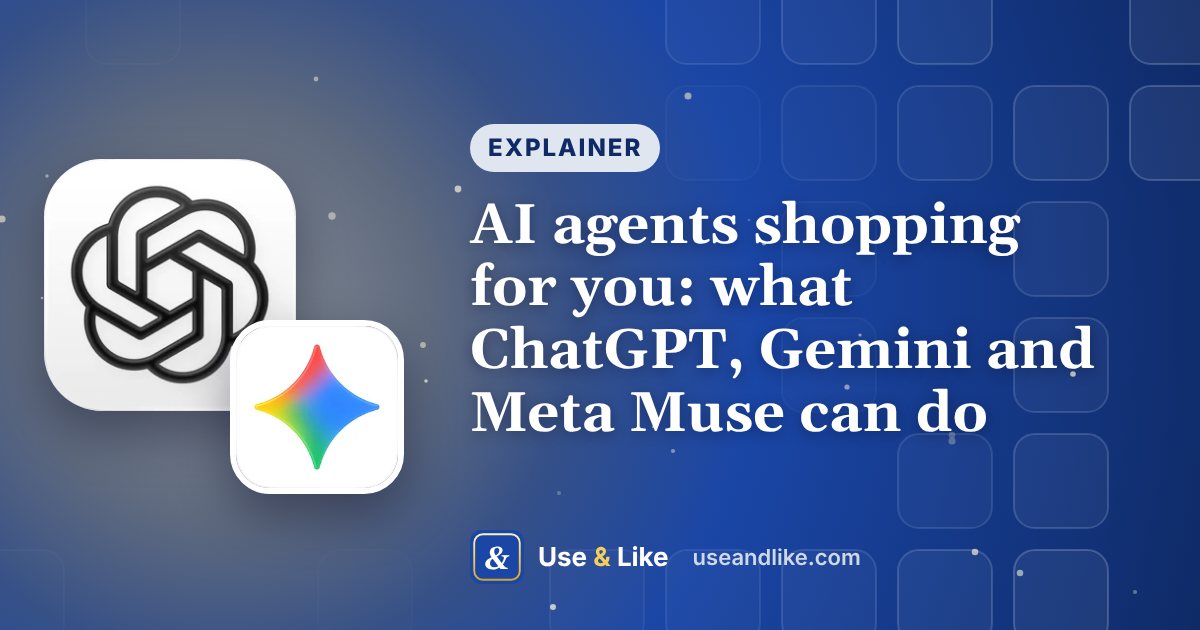 EXPLAINER
AI agents shopping
for you: what
ChatGPT, Gemini and
Meta Muse can do
& Use & Like useandlike.com